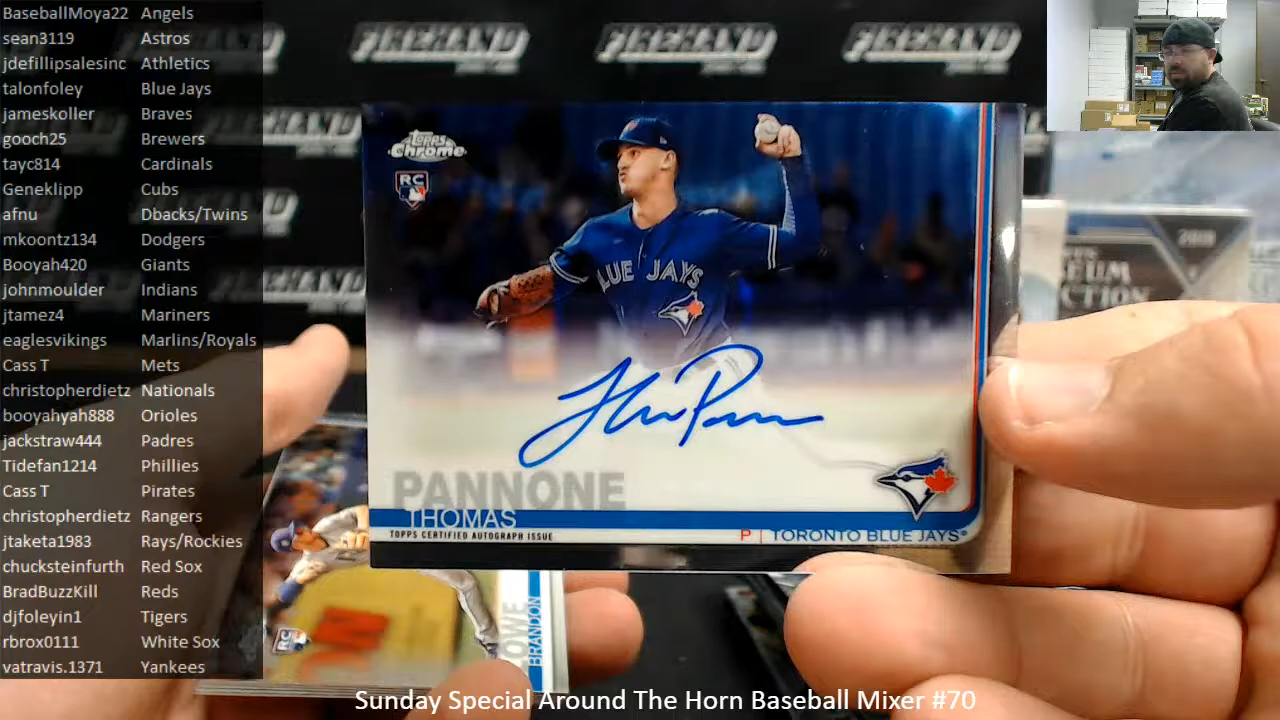 BaseballMoya22 Angels
sean3119 Astros
jdefillipsalesinc Athletics
talonfoley Blue Jays
jameskoller Braves
gooch25 Brewers
tayc814 Cardinals
Geneklipp Cubs
afnu Dbacks/Twins
mkoontz134 Dodgers
Booyah420 Giants
johnmoulder Indians
jtamez4 Mariners
eaglesvikings Marlins/Royals
Cass T Mets
christopherdietz Nationals
booyahyah888 Orioles
jackstraw444 Padres
Tidefan1214 Phillies
Cass T Pirates
christopherdietz Rangers
jtaketa1983 Rays/Rockies
chucksteinfurth Red Sox
BradBuzzKill Reds
djfoleyin1 Tigers
rbrox0111 White Sox
vatravis.1371 Yankees
FIREHAND FIREHAND FIREHAND
Topps Chrome
RC
BLUE JAYS
PANNONE
THOMAS
TOPPS CERTIFIED AUTOGRAPH ISSUE
P | TORONTO BLUE JAYS
RC
LOWE
BRANDON
Sunday Special Around The Horn Baseball Mixer #70